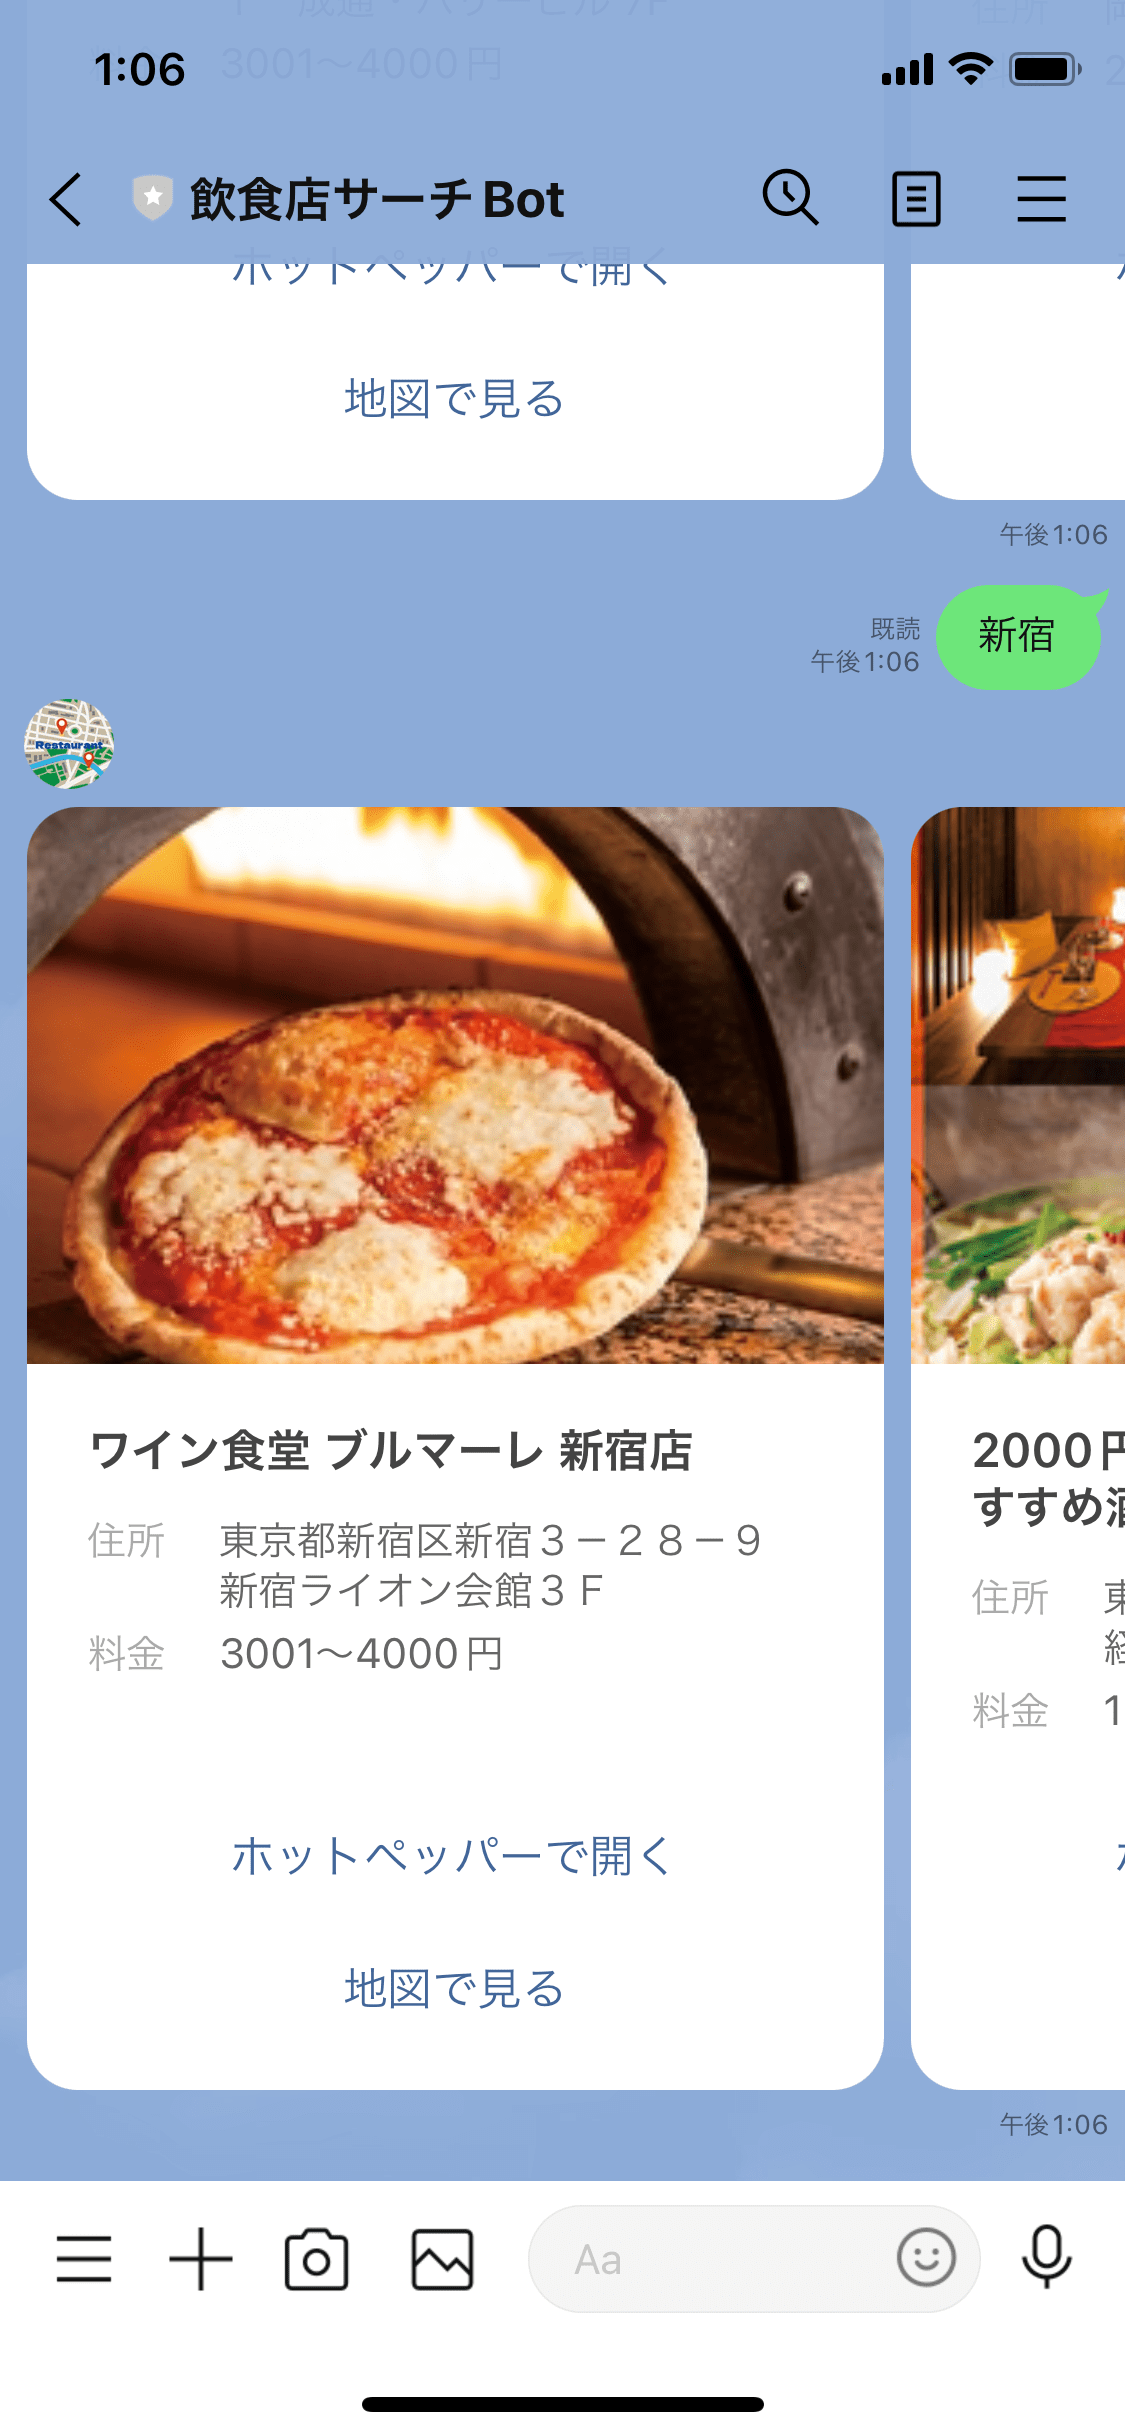 1:06
3001〜4000円
飲食店サーチBot
ホットペッパーで開く
地図で見る
午後1:06
新宿
既読
午後1:06
Restaurant
ワイン食堂 ブルマーレ 新宿店
住所
東京都新宿区新宿３－２８－９
新宿ライオン会館３Ｆ
料金
3001〜4000円
ホットペッパーで開く
地図で見る
2000円
すすめ酒
住所
東
経
料金
1
午後1:06
Aa